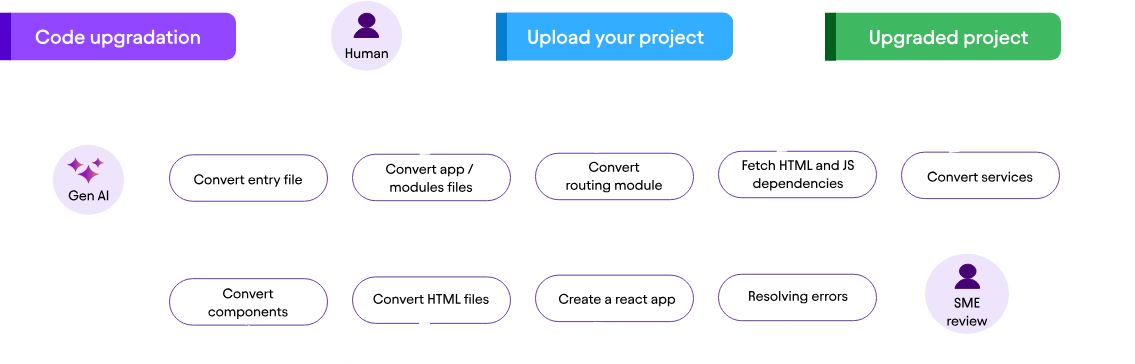 Code upgradation
Human
Upload your project
Upgraded project
Gen AI
Convert entry file
Convert app /
modules files
Convert
routing module
Fetch HTML and JS
dependencies
Convert services
Convert
components
Convert HTML files
Create a react app
Resolving errors
SME
review